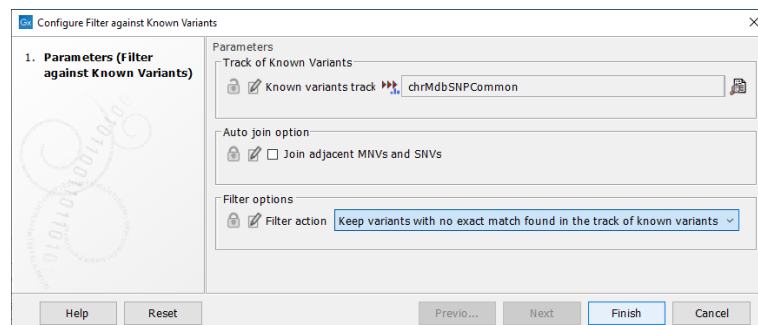 Gx Configure Filter against Known Variants
1. Parameters (Filter
against Known Variants)
Parameters
Track of Known Variants
Known variants track chrMdbSNPCommon
Auto join option
Join adjacent MNVs and SNVs
Filter options
Filter action Keep variants with no exact match found in the track of known variants
Help Reset Previo... Next Finish Cancel